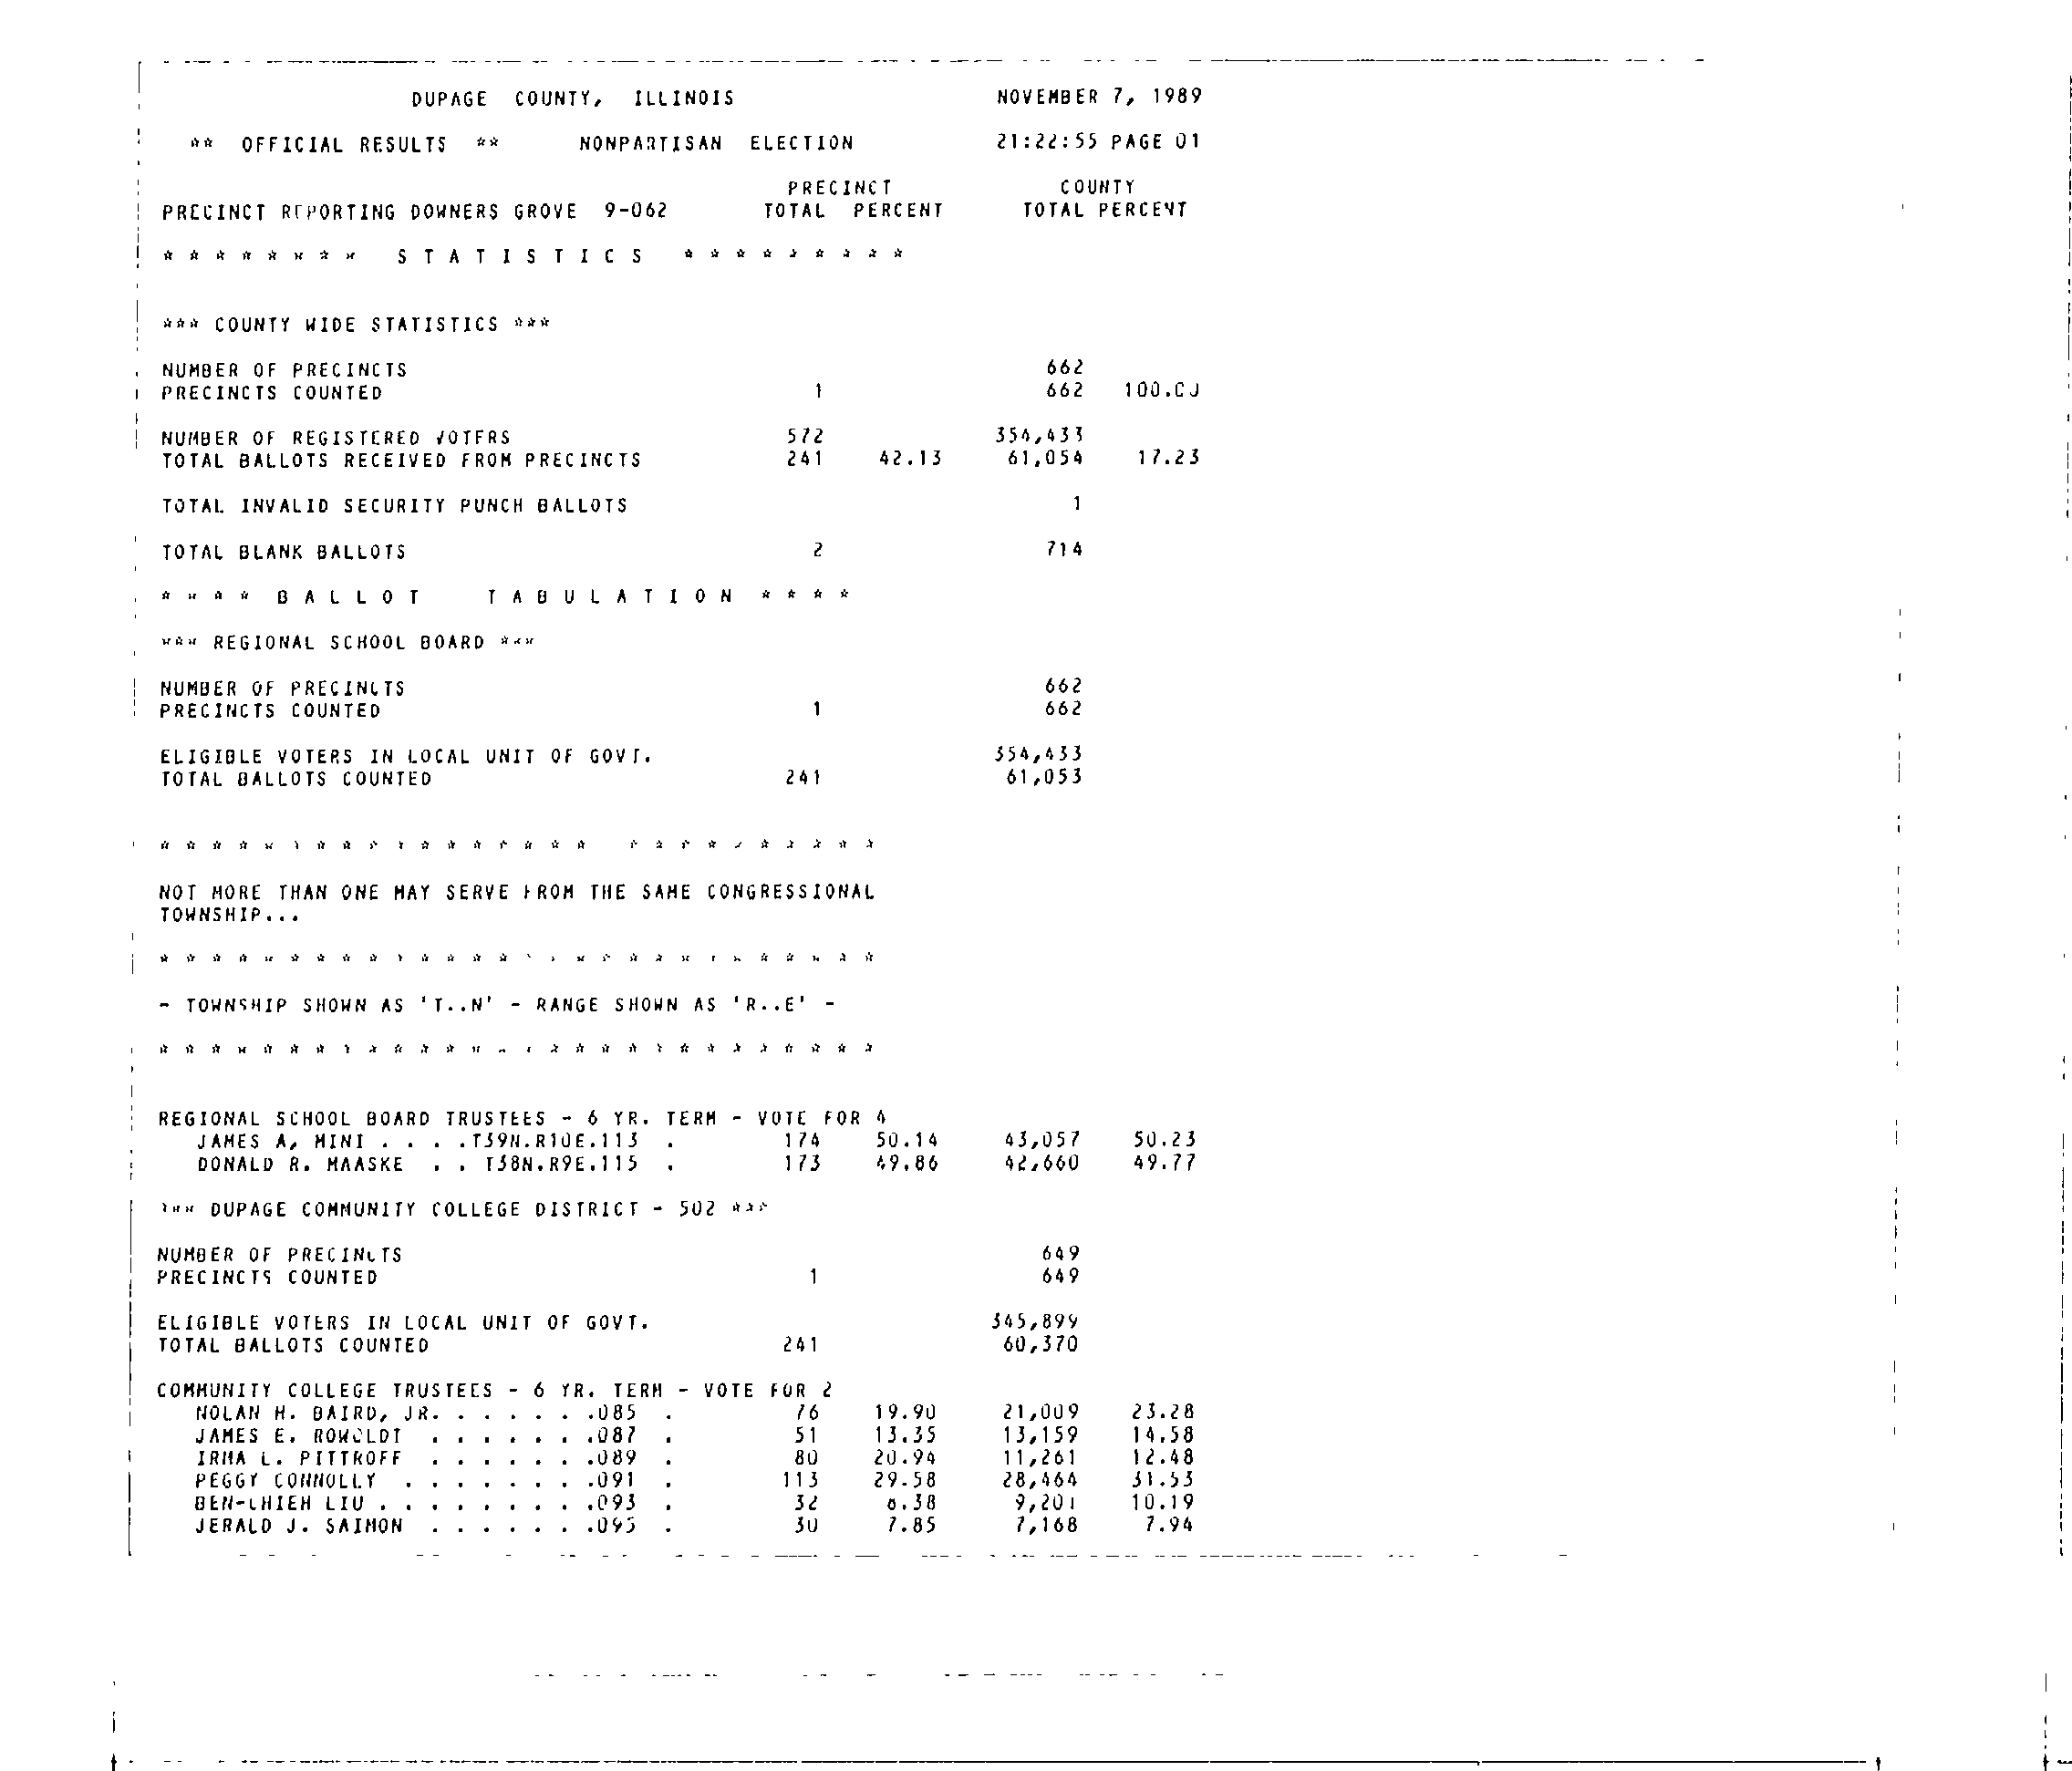 DUPAGE COUNTY, ILLINOIS NOVEMBER 7, 1989
** OFFICIAL RESULTS ** NONPARTISAN ELECTION 21:22:55 PAGE 01
PRECINCT COUNTY
PRECINCT REPORTING DOWNERS GROVE 9-062 TOTAL PERCENT TOTAL PERCENT
* * * * * * * * S T A T I S T I C S * * * * * * * * *
*** COUNTY WIDE STATISTICS ***
NUMBER OF PRECINCTS 662
PRECINCTS COUNTED 1 662 100.00
NUMBER OF REGISTERED VOTERS 572 354,433
TOTAL BALLOTS RECEIVED FROM PRECINCTS 241 42.13 61,054 17.23
TOTAL INVALID SECURITY PUNCH BALLOTS 1
TOTAL BLANK BALLOTS 2 714
* * * * B A L L O T T A B U L A T I O N * * * *
*** REGIONAL SCHOOL BOARD ***
NUMBER OF PRECINCTS 662
PRECINCTS COUNTED 1 662
ELIGIBLE VOTERS IN LOCAL UNIT OF GOVT. 354,433
TOTAL BALLOTS COUNTED 241 61,053
* * * * * * * * * * * * * * * * * * * * * * * * * * *
NOT MORE THAN ONE MAY SERVE FROM THE SAME CONGRESSIONAL
TOWNSHIP...
* * * * * * * * * * * * * * * * * * * * * * * * * * * *
- TOWNSHIP SHOWN AS 'T..N' - RANGE SHOWN AS 'R..E' -
* * * * * * * * * * * * * * * * * * * * * * * * * * * *
REGIONAL SCHOOL BOARD TRUSTEES - 6 YR. TERM - VOTE FOR 4
JAMES A. MINI . . . .T39N.R10E.113 . 174 50.14 43,057 50.23
DONALD R. MAASKE . . T38N.R9E.115 . 173 49.86 42,660 49.77
*** DUPAGE COMMUNITY COLLEGE DISTRICT - 502 ***
NUMBER OF PRECINCTS 649
PRECINCTS COUNTED 1 649
ELIGIBLE VOTERS IN LOCAL UNIT OF GOVT. 345,899
TOTAL BALLOTS COUNTED 241 60,370
COMMUNITY COLLEGE TRUSTEES - 6 YR. TERM - VOTE FOR 2
NOLAN H. BAIRD, JR. . . . . . .085 . 76 19.90 21,009 23.28
JAMES E. ROWOLDT . . . . . . .087 . 51 13.35 13,159 14.58
IRMA L. PITTROFF . . . . . . .089 . 80 20.94 11,261 12.48
PEGGY CONNOLLY . . . . . . . .091 . 113 29.58 28,464 31.53
BEN-CHIEH LIU . . . . . . . . .093 . 32 8.38 9,201 10.19
JERALD J. SAIMON . . . . . . .095 . 30 7.85 7,168 7.94